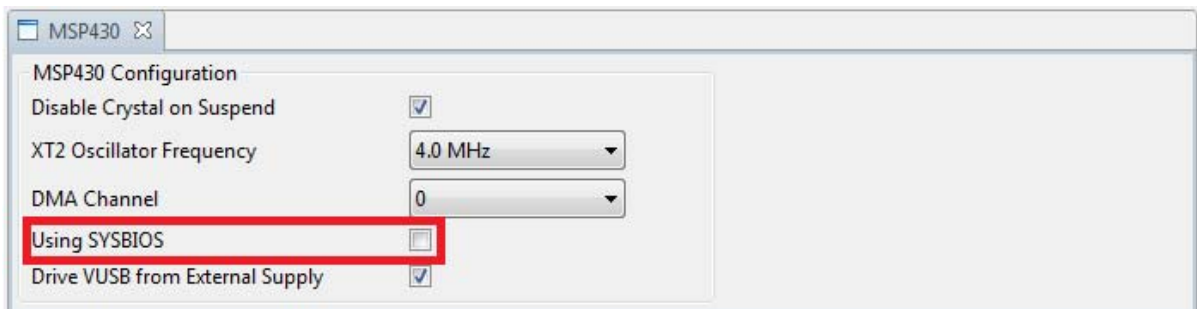 MSP430
MSP430 Configuration
Disable Crystal on Suspend
XT2 Oscillator Frequency 4.0 MHz
DMA Channel 0
Using SYSBIOS
Drive VUSB from External Supply